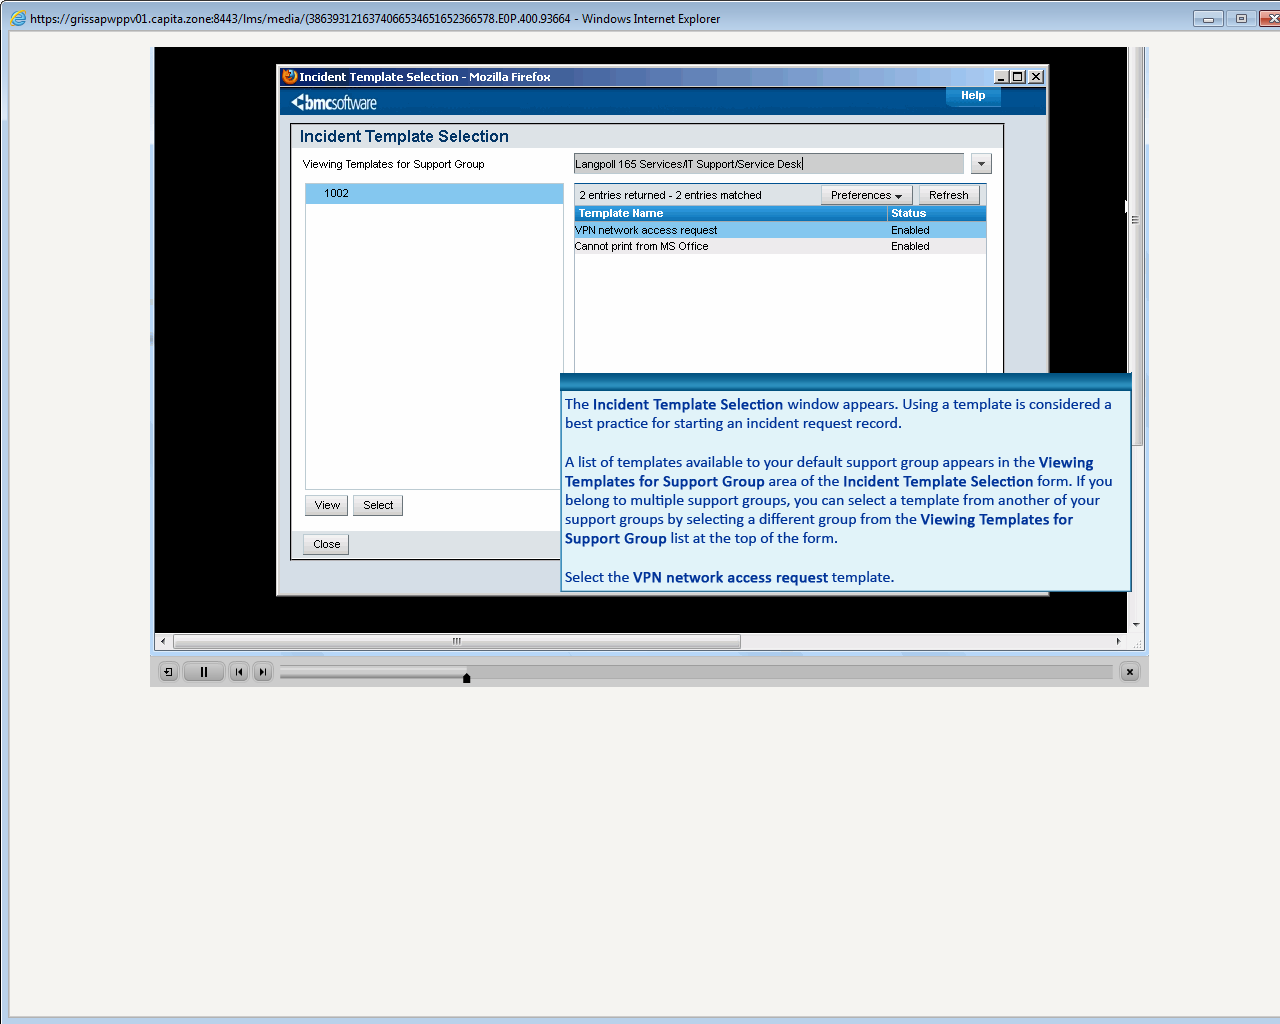 https://grissapwppv01.capita.zone:8443/lms/media/(3863931216374066534651652366578.E0P.400.93664 - Windows Internet Explorer
Incident Template Selection - Mozilla Firefox
bmcsoftware
Help
Incident Template Selection
Viewing Templates for Support Group
Langpoll 165 Services/IT Support/Service Desk
1002
2 entries returned - 2 entries matched
Preferences
Refresh
Template Name
Status
VPN network access request
Enabled
Cannot print from MS Office
Enabled
The Incident Template Selection window appears. Using a template is considered a
best practice for starting an incident request record.
A list of templates available to your default support group appears in the Viewing
Templates for Support Group area of the Incident Template Selection form. If you
belong to multiple support groups, you can select a template from another of your
support groups by selecting a different group from the Viewing Templates for
Support Group list at the top of the form.
Select the VPN network access request template.
View
Select
Close